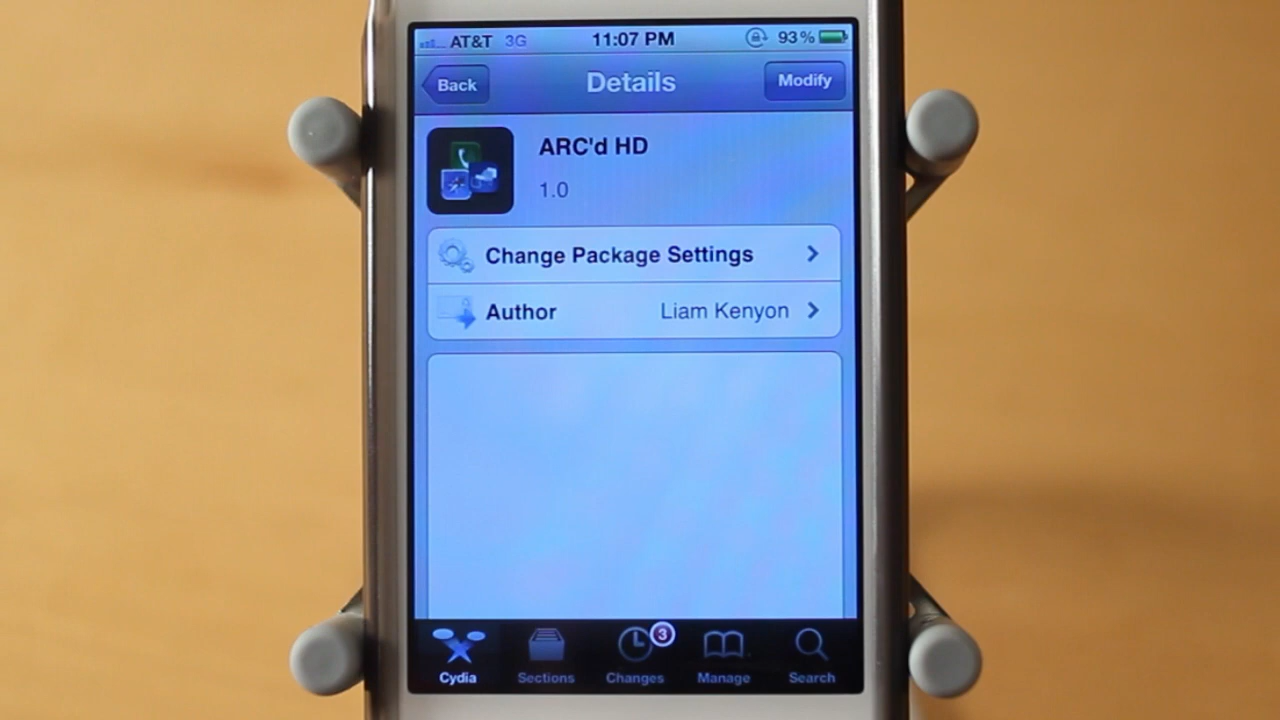 AT&T 3G 11:07 PM 93%
Back Details Modify
ARC'd HD
1.0
Change Package Settings
Author Liam Kenyon
3
Cydia Sections Changes Manage Search